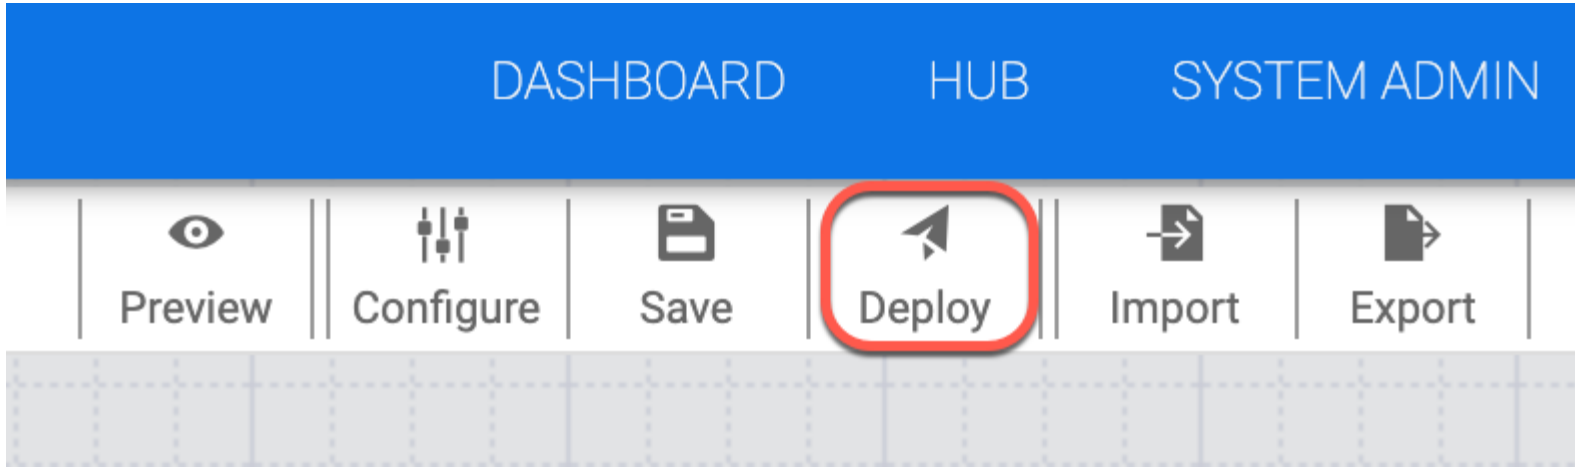 DASHBOARD HUB SYSTEM ADMIN
Preview Configure Save Deploy Import Export